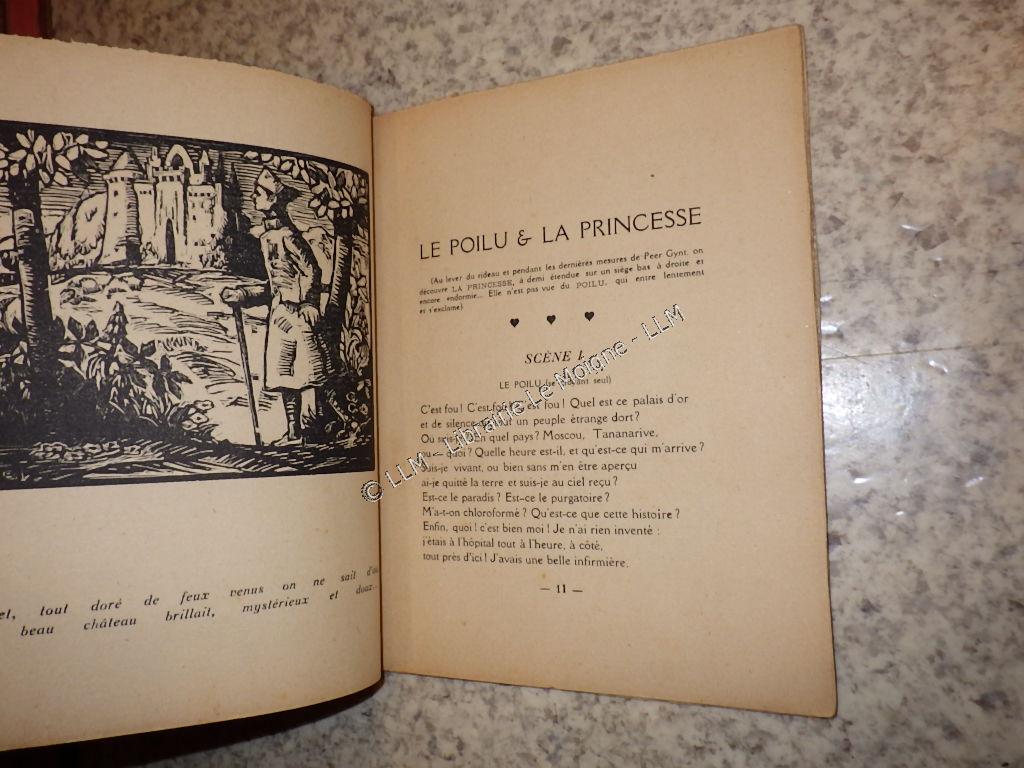 et, tout doré de feux venus on ne sait
beau château brillait, mystérieux et doux...
LE POILU & LA PRINCESSE
(Au lever du rideau et pendant les dernières mesures de Peer Gynt, on
découvre LA PRINCESSE, à demi étendue sur un siège bas à droite et
encore endormie... Elle n'est pas vue du POILU, qui entre lentement
et s'exclame)
SCÈNE I
LE POILU (se seul)
C'est fou! C'est fou! C'est fou! Quel est ce palais d'or
et de silence un peuple étrange dort?
Où quel pays? Moscou, Tananarive,
quoi? Quelle heure est-il, et qu'est-ce qui m'arrive?
Suis-je vivant, ou bien sans m'en être aperçu
ai-je quitté la terre et suis-je au ciel reçu?
Est-ce le paradis? Est-ce le purgatoire?
M'a-t-on chloroformé? Qu'est-ce que cette histoire?
Enfin, quoi! c'est bien moi! Je n'ai rien inventé:
j'étais à l'hôpital tout à l'heure, à côté,
tout près d'ici! J'avais une belle infirmière,
— 11 —
© LLM - Librairie Le Moigne - LLM